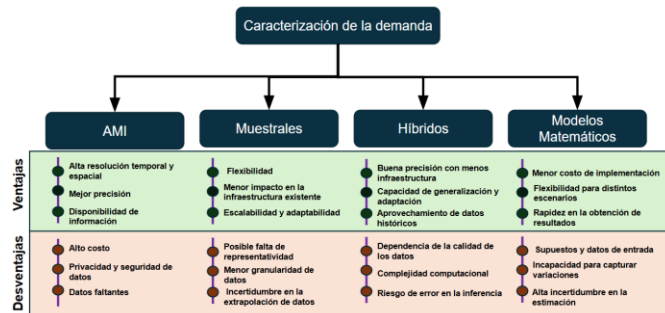 Caracterización de la demanda
AMI
Muestrales
Híbridos
Modelos
Matemáticos
Ventajas
Alta resolución temporal y
espacial
Mejor precisión
Disponibilidad de
información
Flexibilidad
Menor impacto en la
infraestructura existente
Escalabilidad y adaptabilidad
Buena precisión con menos
infraestructura
Capacidad de generalización y
adaptación
Aprovechamiento de datos
históricos
Menor costo de implementación
Flexibilidad para distintos
escenarios
Rapidez en la obtención de
resultados
Desventajas
Alto costo
Privacidad y seguridad de
datos
Datos faltantes
Posible falta de
representatividad
Menor granularidad de
datos
Incertidumbre en la
extrapolación de datos
Dependencia de la calidad de
los datos
Complejidad computacional
Riesgo de error en la inferencia
Supuestos y datos de entrada
Incapacidad para capturar
variaciones
Alta incertidumbre en la
estimación